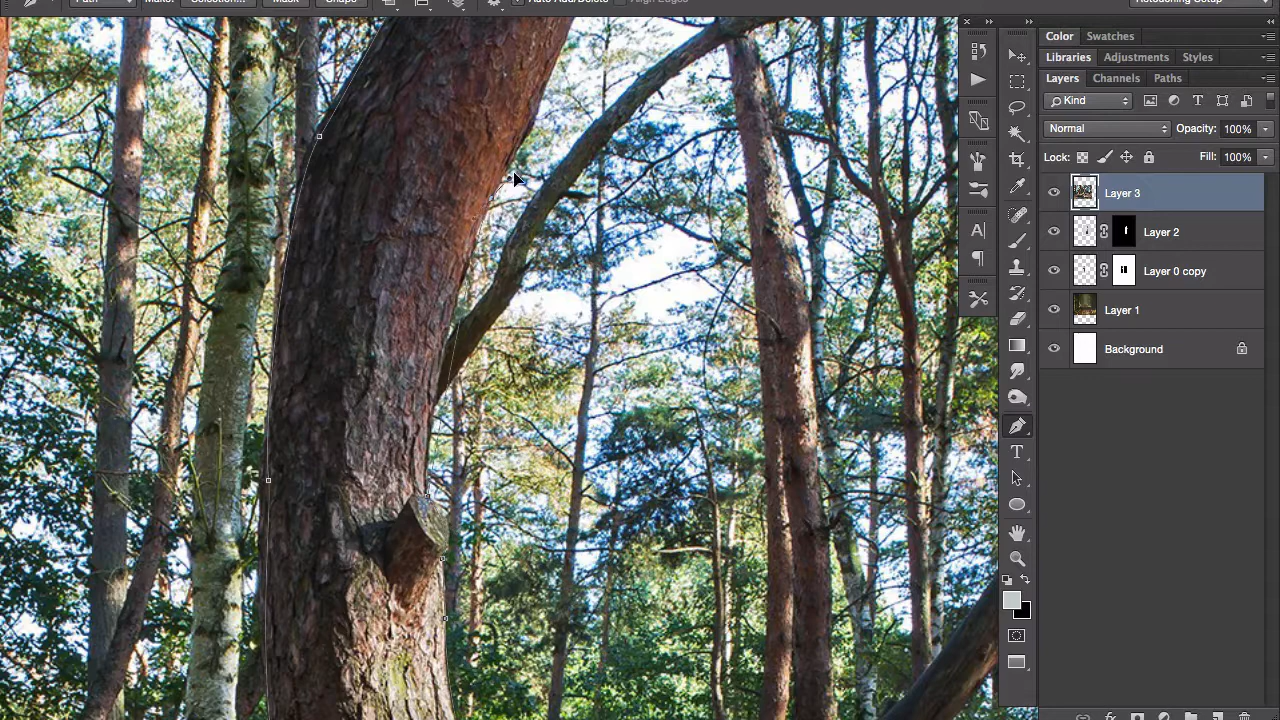 Path Make: Selection... Mask Shape Auto Add/Delete Align Edges Retouching Setup
Color Swatches
Libraries Adjustments Styles
Layers Channels Paths
Kind
Normal Opacity: 100%
Lock: Fill: 100%
Layer 3
Layer 2
Layer 0 copy
Layer 1
Background